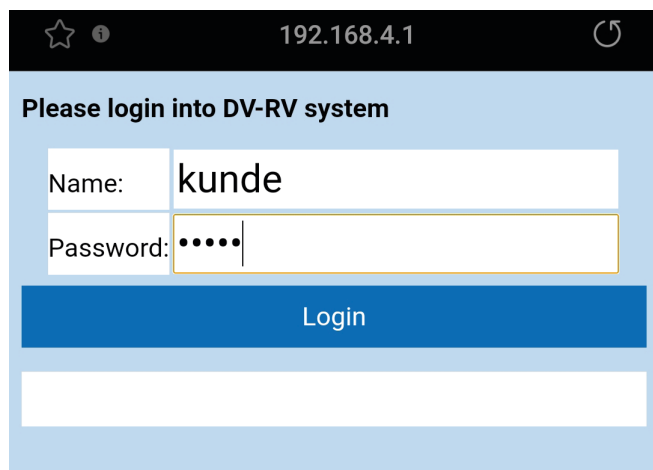 192.168.4.1
Please login into DV-RV system
Name: kunde
Password: •••••
Login